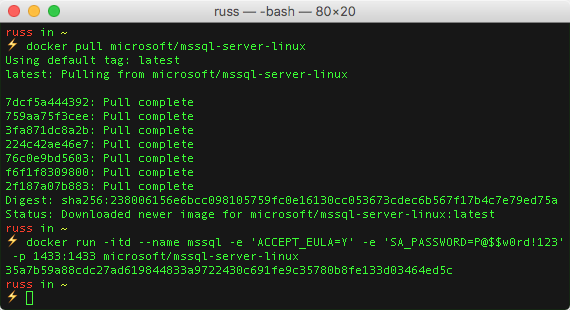 russ — -bash — 80×20
russ in ~
⚡ docker pull microsoft/mssql-server-linux
Using default tag: latest
latest: Pulling from microsoft/mssql-server-linux
7dcf5a444392: Pull complete
759aa75f3cee: Pull complete
3fa871dc8a2b: Pull complete
224c42ae46e7: Pull complete
76c0e9bd5603: Pull complete
f6f1f8309800: Pull complete
2f187a07b883: Pull complete
Digest: sha256:238006156e6bcc098105759fc0e16130cc053673cdec6b567f17b4c7e79ed75a
Status: Downloaded newer image for microsoft/mssql-server-linux:latest
russ in ~
⚡ docker run -itd --name mssql -e 'ACCEPT_EULA=Y' -e 'SA_PASSWORD=P@$$w0rd!123'
-p 1433:1433 microsoft/mssql-server-linux
35a7b59a88cdc27ad619844833a9722430c691fe9c35780b8fe133d03464ed5c
russ in ~
⚡